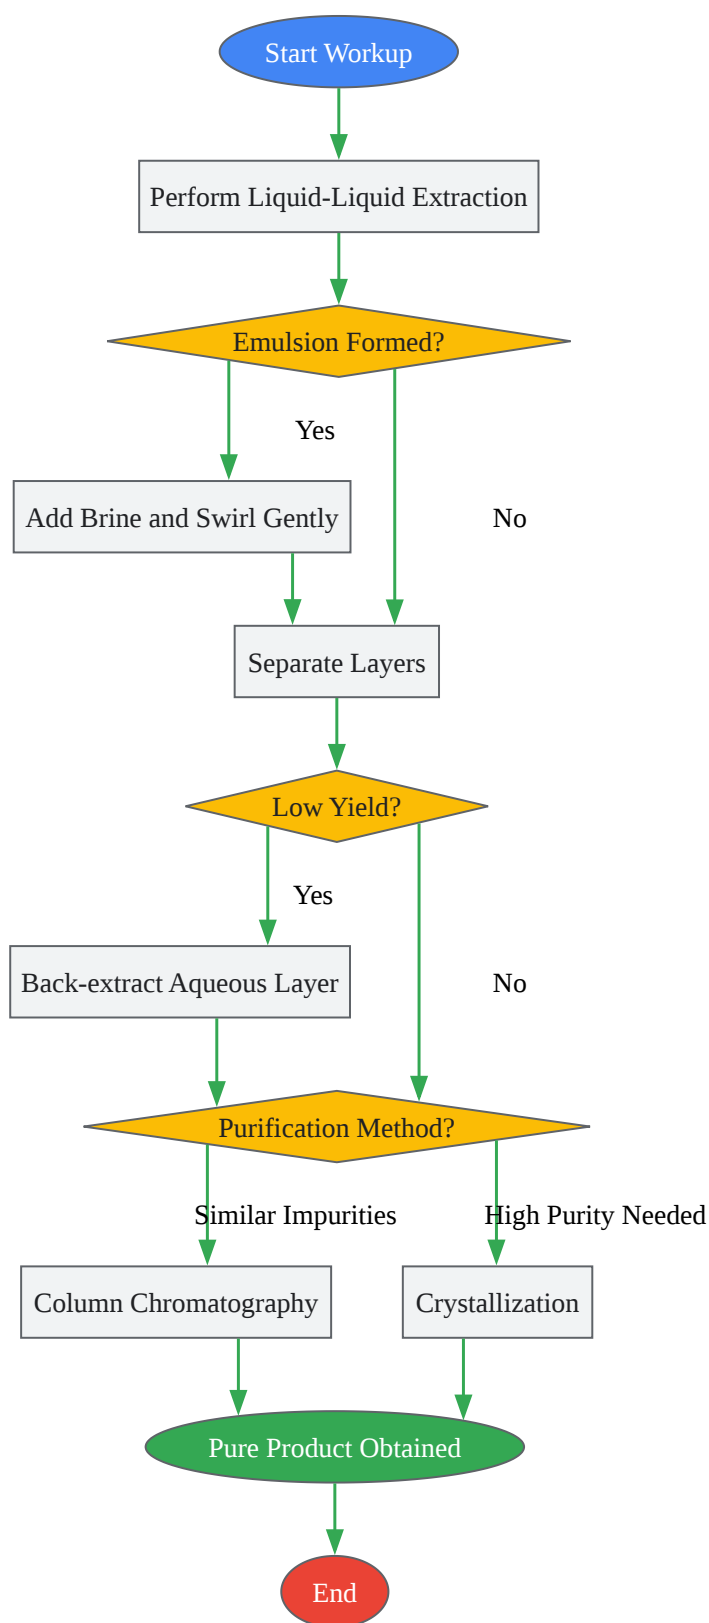 Start Workup
Perform Liquid-Liquid Extraction
Emulsion Formed?
Yes
Add Brine and Swirl Gently
No
Separate Layers
Low Yield?
Yes
Back-extract Aqueous Layer
No
Purification Method?
Similar Impurities
High Purity Needed
Column Chromatography
Crystallization
Pure Product Obtained
End